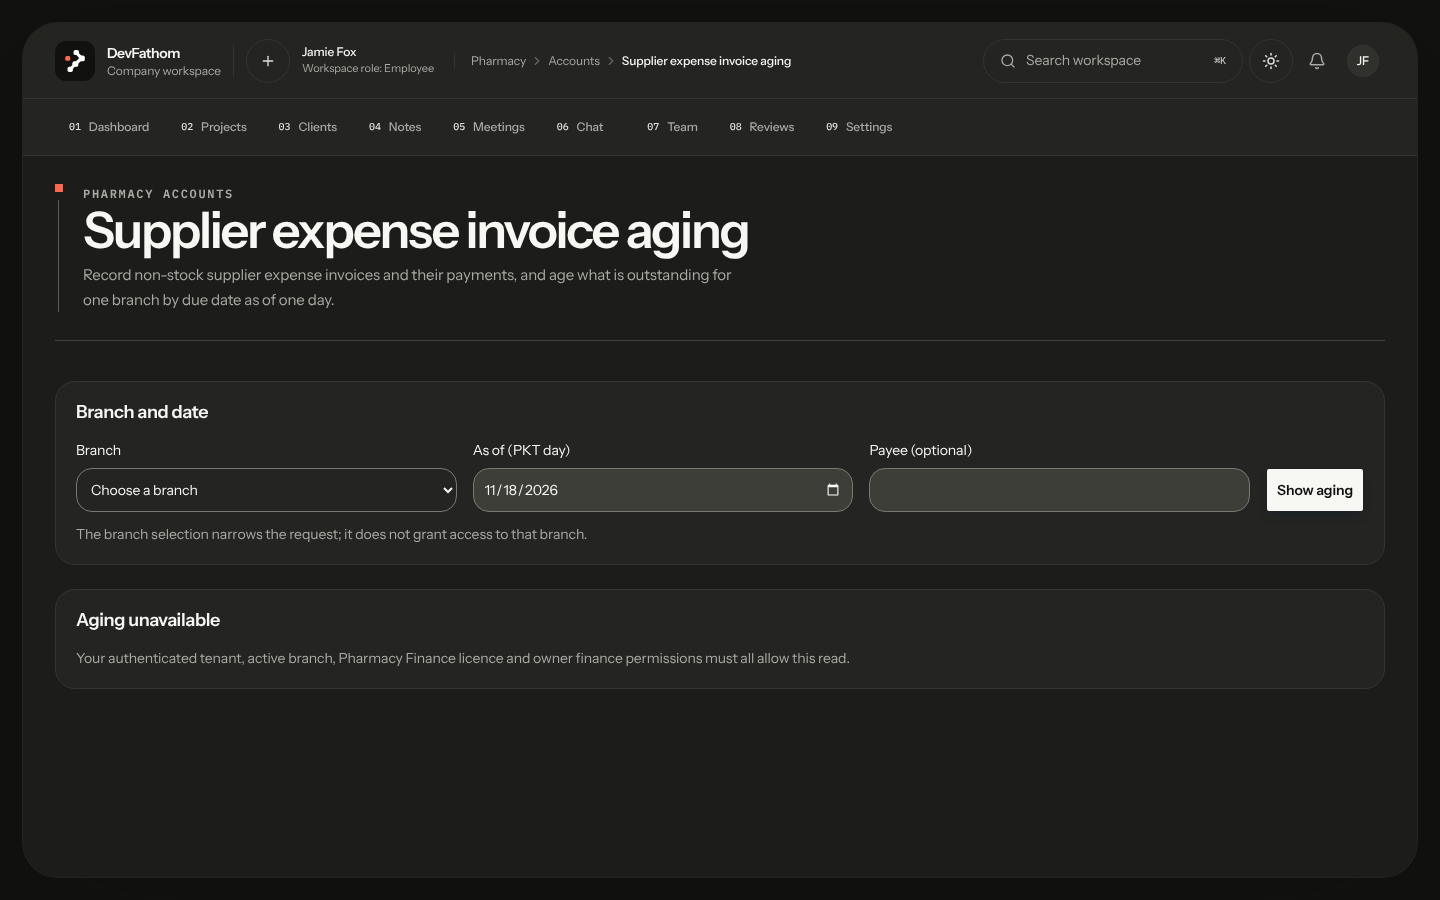 DevFathom
Company workspace
Jamie Fox
Workspace role: Employee
Pharmacy > Accounts > Supplier expense invoice aging
Search workspace ⌘K
JF
01 Dashboard 02 Projects 03 Clients 04 Notes 05 Meetings 06 Chat 07 Team 08 Reviews 09 Settings
PHARMACY ACCOUNTS
Supplier expense invoice aging
Record non-stock supplier expense invoices and their payments, and age what is outstanding for
one branch by due date as of one day.
Branch and date
Branch As of (PKT day) Payee (optional)
Choose a branch 11/18/2026 Show aging
The branch selection narrows the request; it does not grant access to that branch.
Aging unavailable
Your authenticated tenant, active branch, Pharmacy Finance licence and owner finance permissions must all allow this read.